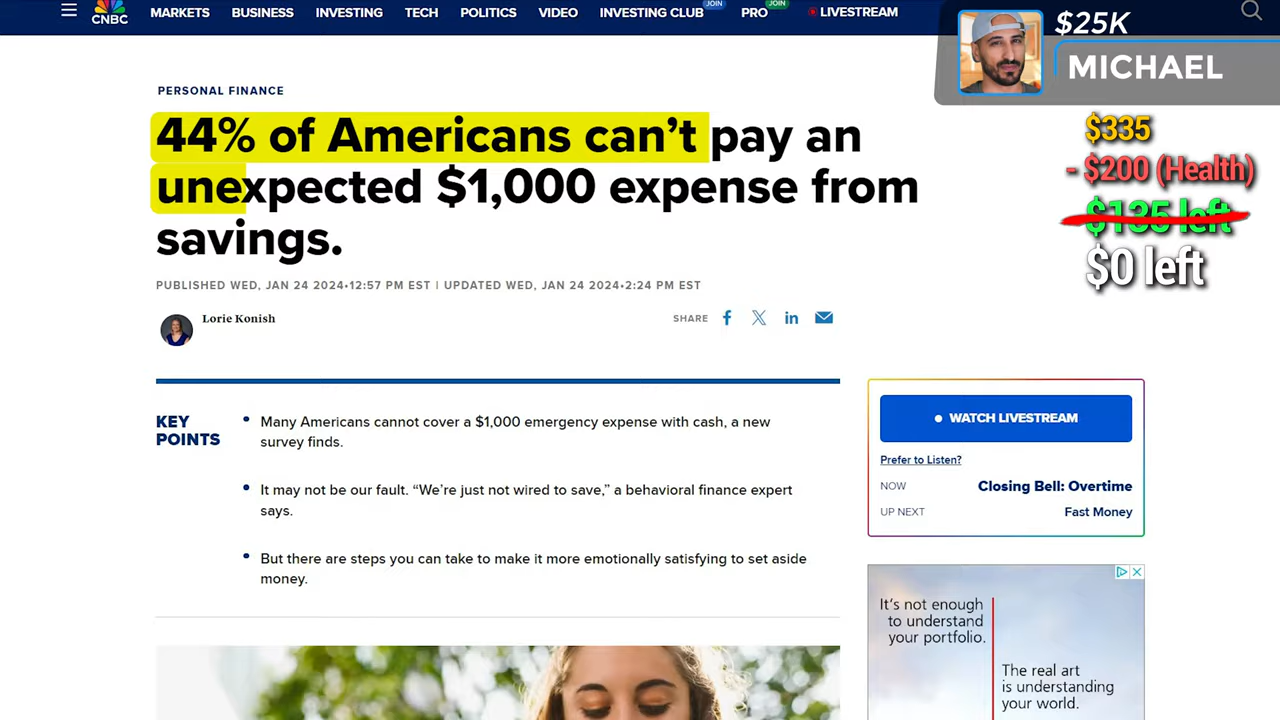 CNBC
MARKETS BUSINESS INVESTING TECH POLITICS VIDEO INVESTING CLUB JOIN PRO JOIN LIVESTREAM
$25K
MICHAEL
$335
- $200 (Health)
$135 left
$0 left
PERSONAL FINANCE
44% of Americans can’t pay an
unexpected $1,000 expense from
savings.
PUBLISHED WED, JAN 24 2024•12:57 PM EST | UPDATED WED, JAN 24 2024•2:24 PM EST
Lorie Konish
SHARE
KEY
POINTS
• Many Americans cannot cover a $1,000 emergency expense with cash, a new
survey finds.
• It may not be our fault. “We’re just not wired to save,” a behavioral finance expert
says.
• But there are steps you can take to make it more emotionally satisfying to set aside
money.
WATCH LIVESTREAM
Prefer to Listen?
NOW Closing Bell: Overtime
UP NEXT Fast Money
It’s not enough
to understand
your portfolio.
The real art
is understanding
your world.